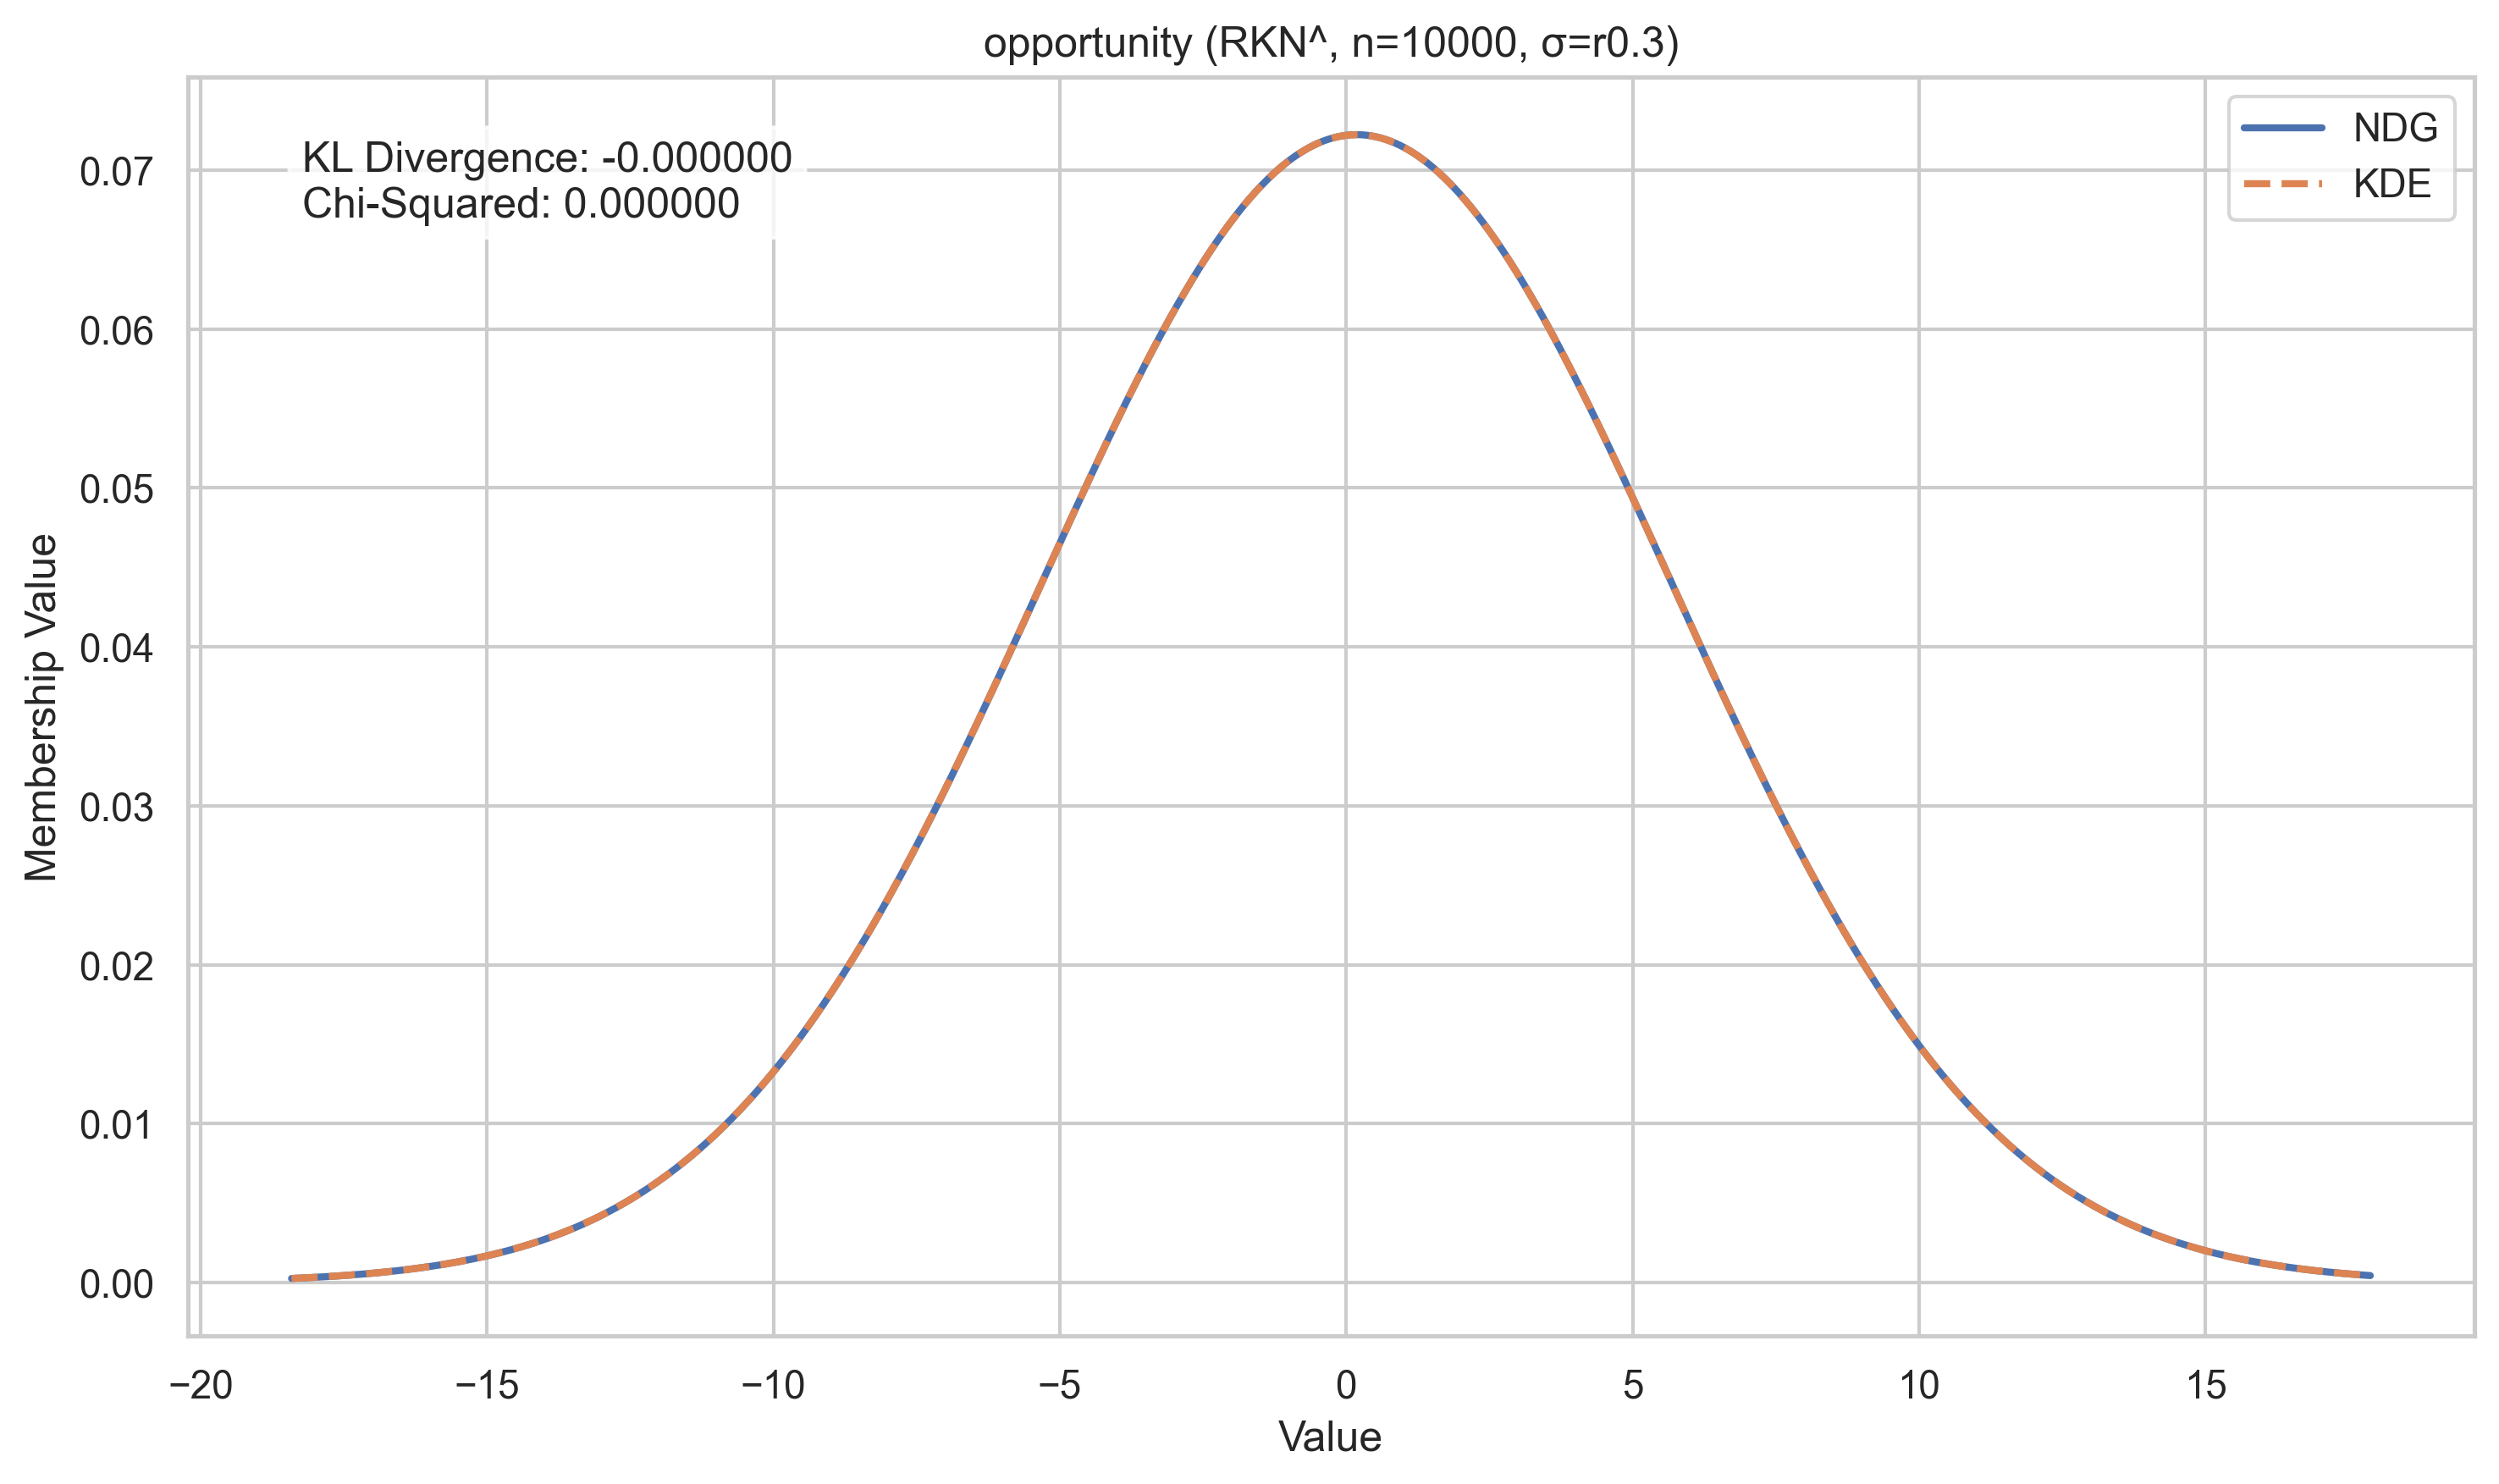 opportunity (RKN^, n=10000, σ=r0.3)
KL Divergence: -0.000000
Chi-Squared: 0.000000
NDG
KDE
Membership Value
0.07
0.06
0.05
0.04
0.03
0.02
0.01
0.00
−20
−15
−10
−5
0
5
10
15
Value